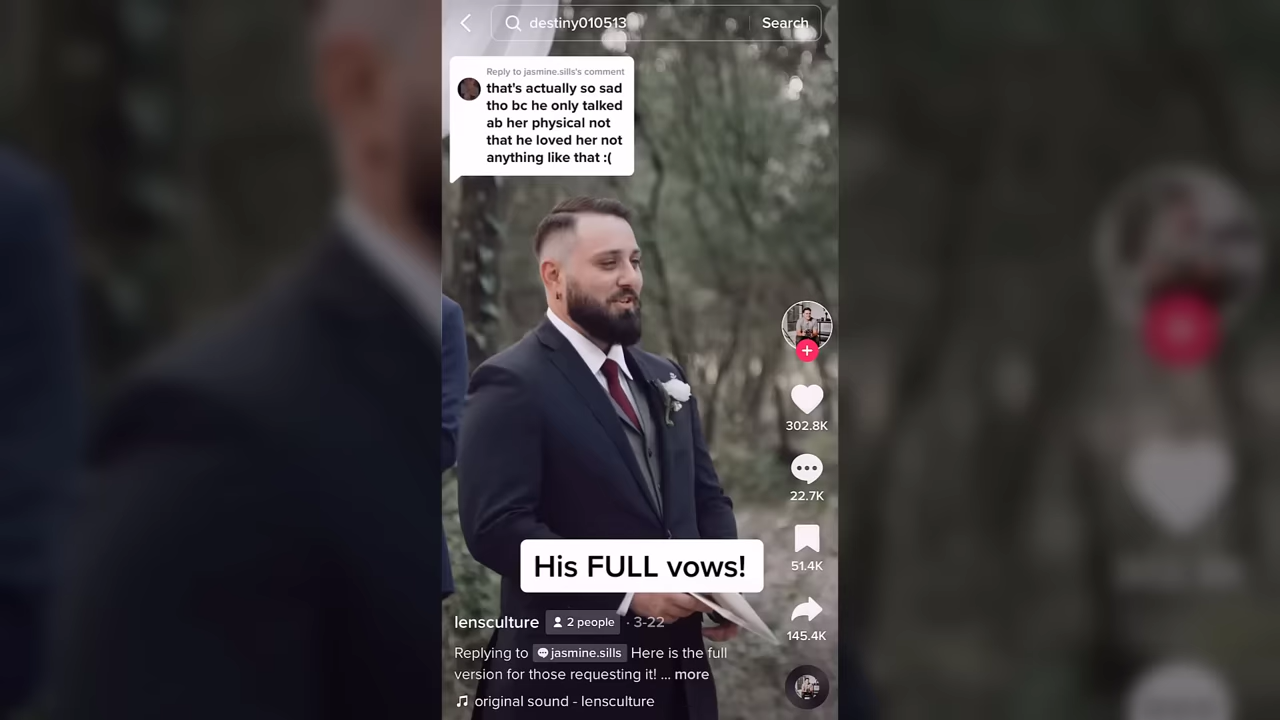 destiny010513
Search
Reply to jasmine.sills's comment
that's actually so sad
tho bc he only talked
ab her physical not
that he loved her not
anything like that :(
302.8K
22.7K
51.4K
His FULL vows!
145.4K
lensculture 2 people · 3-22
Replying to jasmine.sills Here is the full
version for those requesting it! ... more
original sound - lensculture